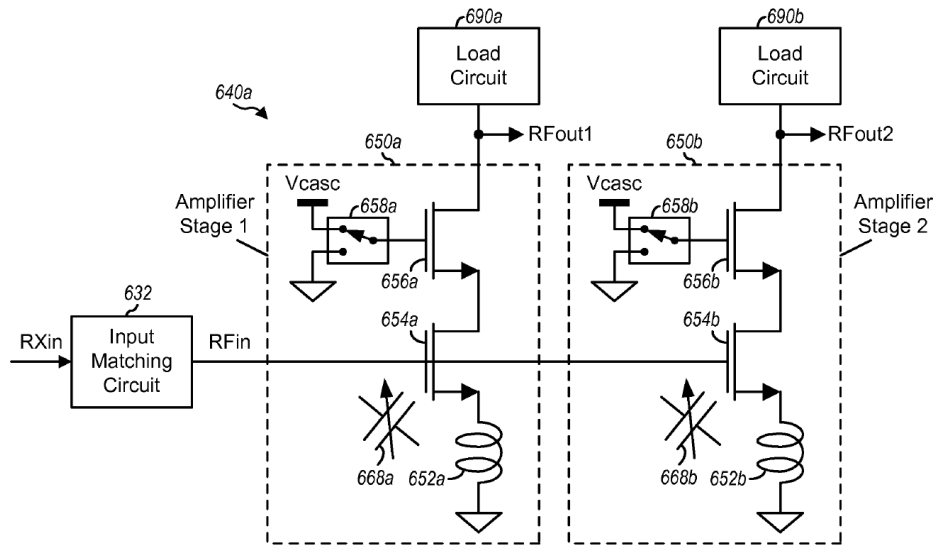 690a
690b
Load
Circuit
Load
Circuit
640a
RFout1
RFout2
650a
650b
Amplifier
Stage 1
Vcasc
658a
656a
Vcasc
658b
656b
Amplifier
Stage 2
632
654a
654b
RXin
Input
Matching
Circuit
RFin
668a
652a
668b
652b